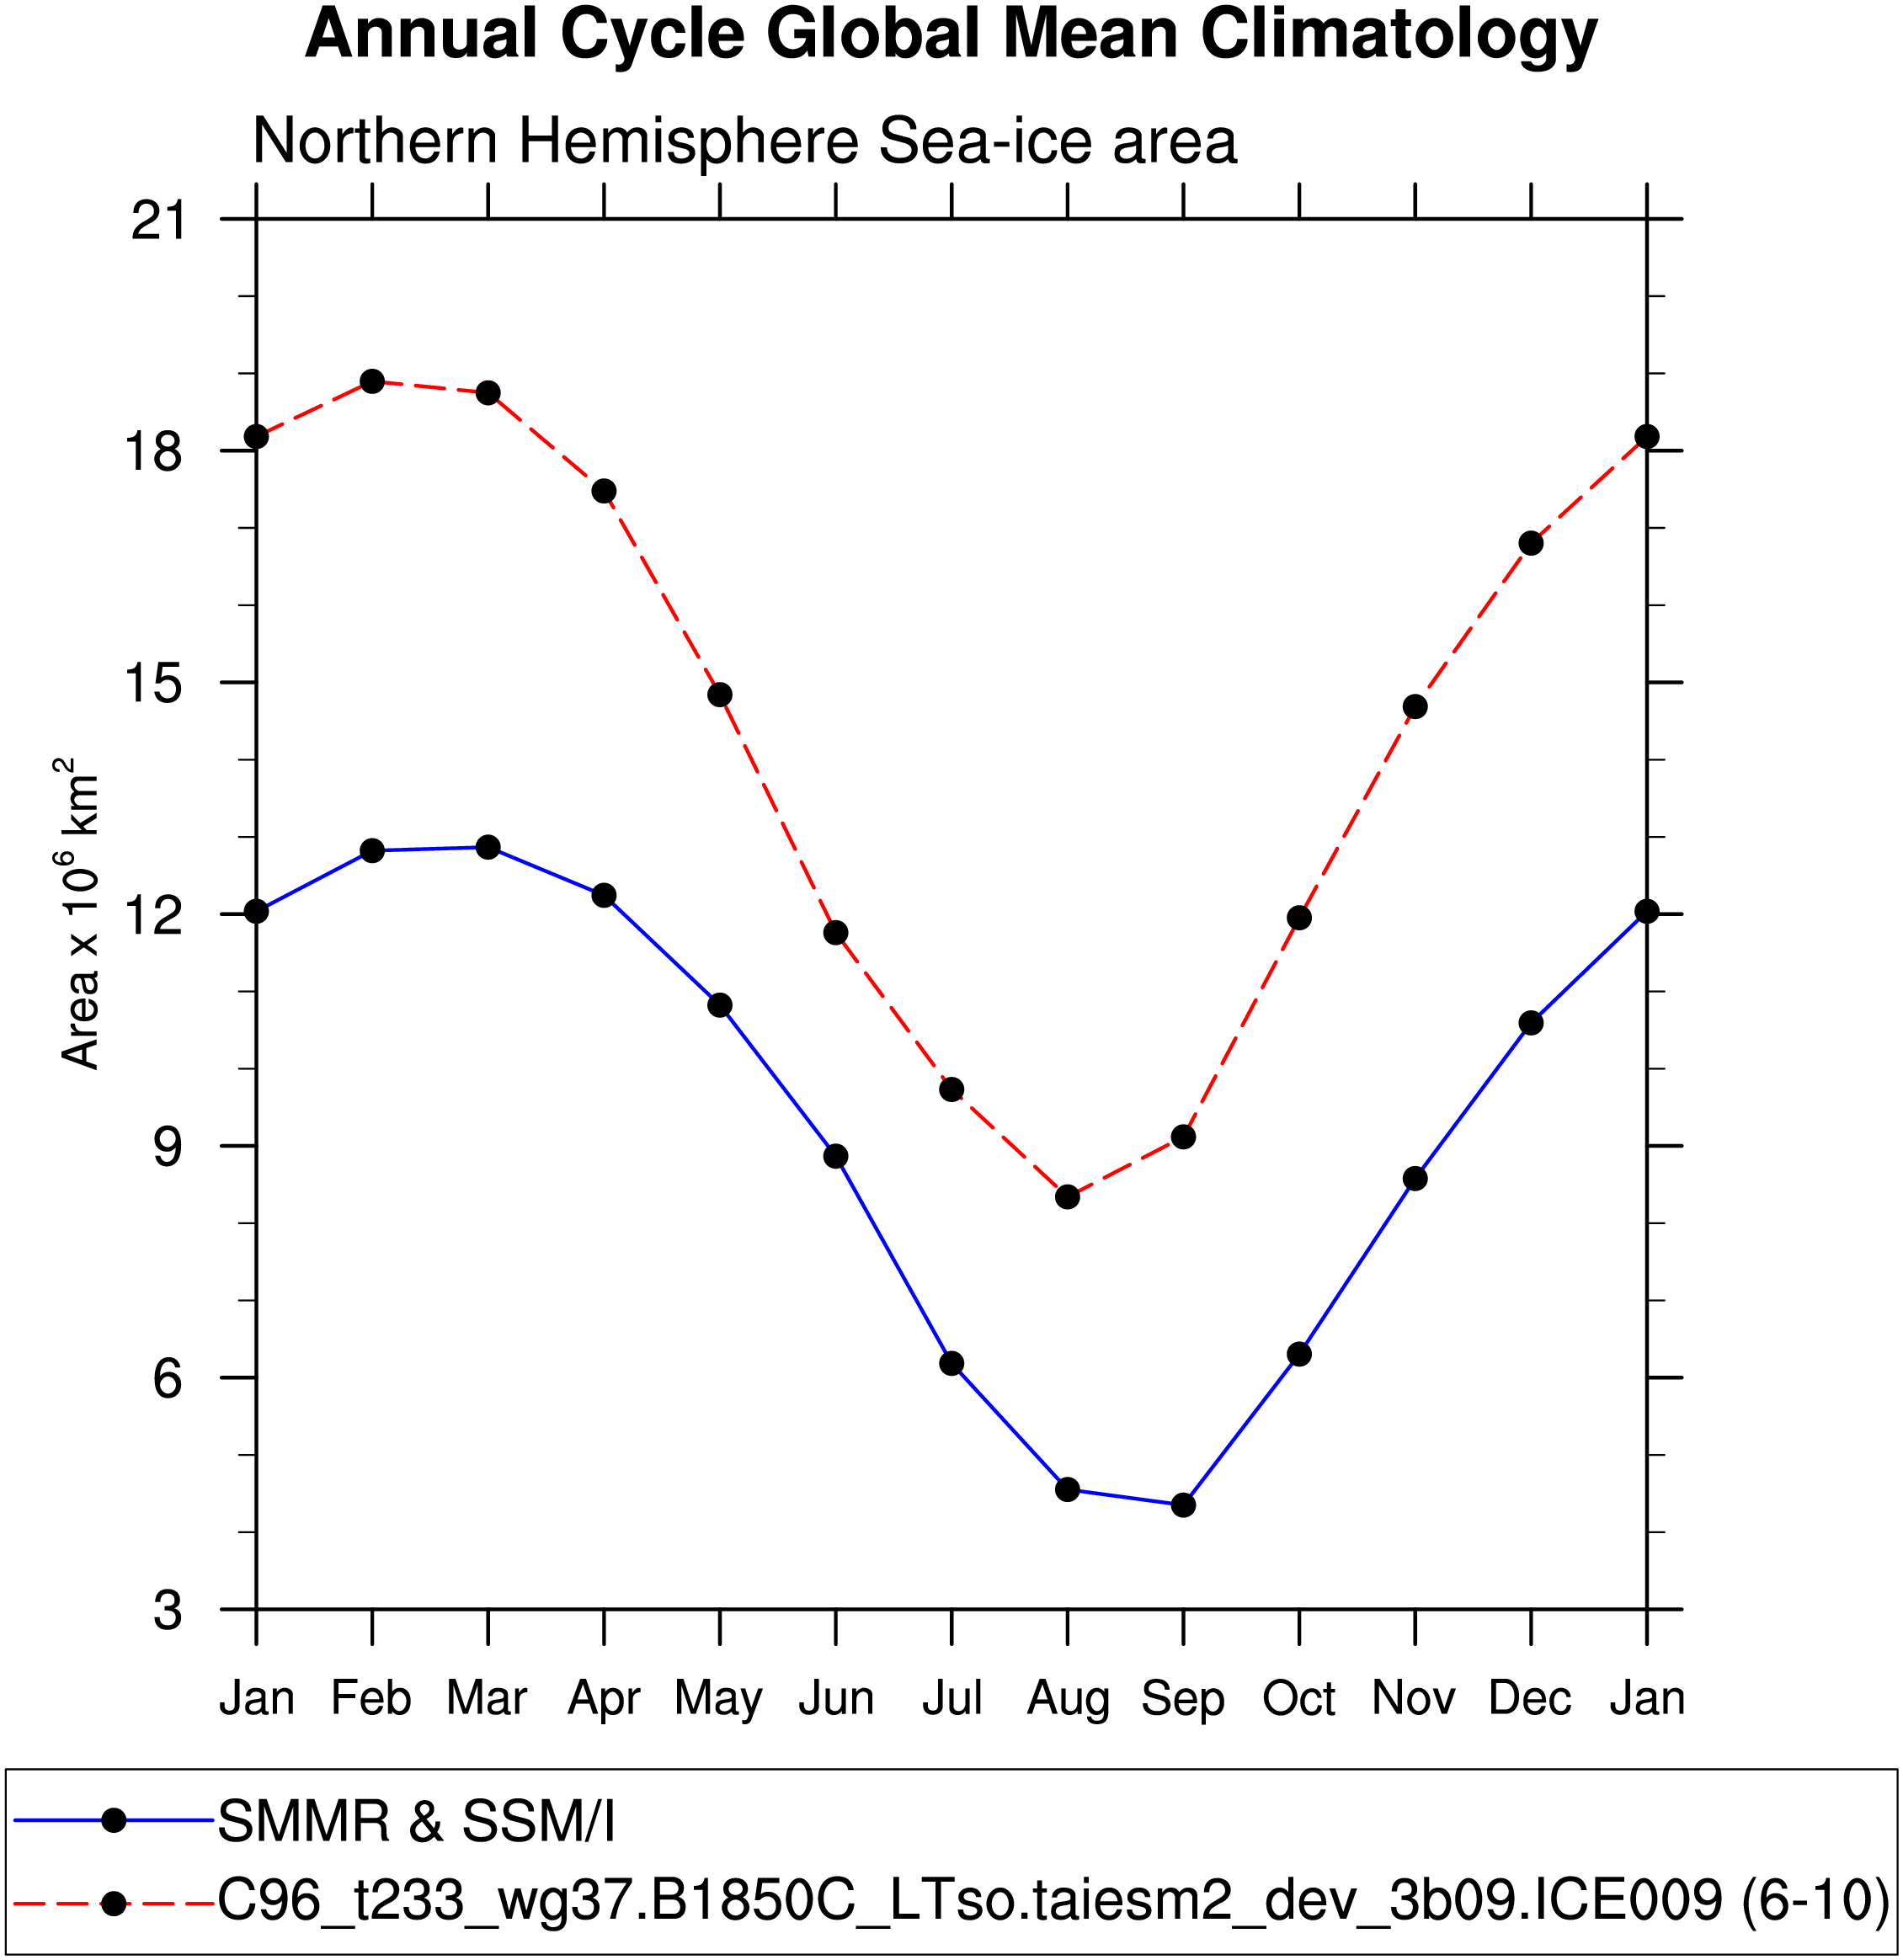 Annual Cycle Global Mean Climatology
Northern Hemisphere Sea-ice area
21
18
15
12
9
6
3
Area x 10⁶ km²
Jan Feb Mar Apr May Jun Jul Aug Sep Oct Nov Dec Jan
SMMR & SSM/I
C96_t233_wg37.B1850C_LTso.taiesm2_dev_3b09.ICE009 (6-10)